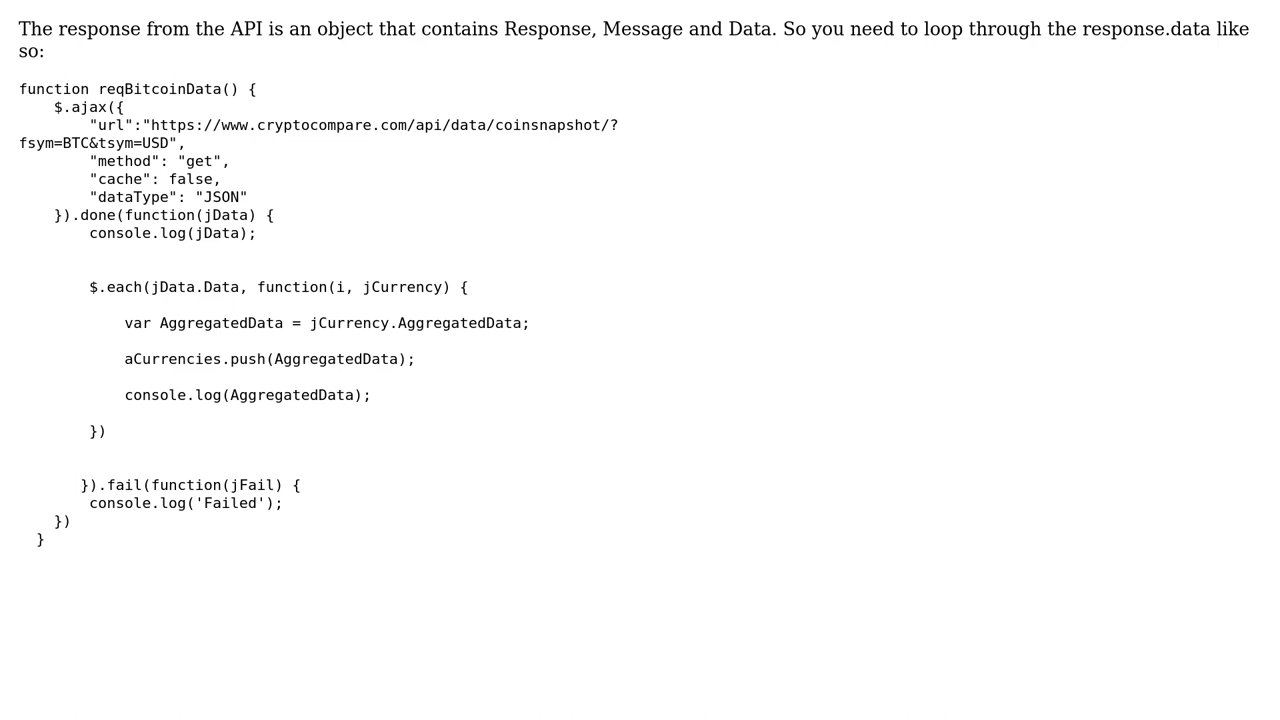 The response from the API is an object that contains Response, Message and Data. So you need to loop through the response.data like
so:
function reqBitcoinData() {
    $.ajax({
        "url":"https://www.cryptocompare.com/api/data/coinsnapshot/?
fsym=BTC&tsym=USD",
        "method": "get",
        "cache": false,
        "dataType": "JSON"
    }).done(function(jData) {
        console.log(jData);
        $.each(jData.Data, function(i, jCurrency) {
            var AggregatedData = jCurrency.AggregatedData;
            aCurrencies.push(AggregatedData);
            console.log(AggregatedData);
        })
       }).fail(function(jFail) {
        console.log('Failed');
    })
  }